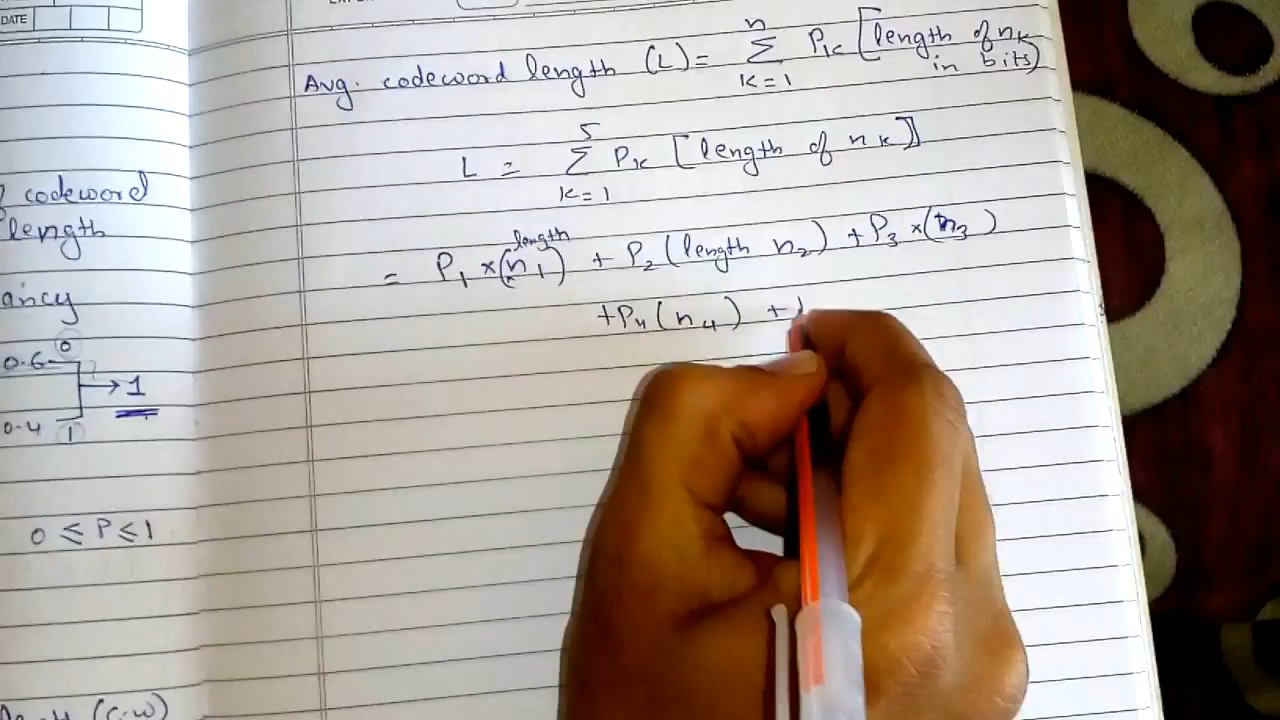 DATE
Avg. codeword length (L) = n Σ K=1 PK [length of nK in bits)
L = 5 Σ K=1 PK [length of nK]
= P1 ×(n1) length + P2 (length n2) + P3 ×(n3)
+P4 (n4) +
codeword
length
ancy
0.6 0
→ 1
0.4 1
0 ≤ P ≤ 1
(c.w)